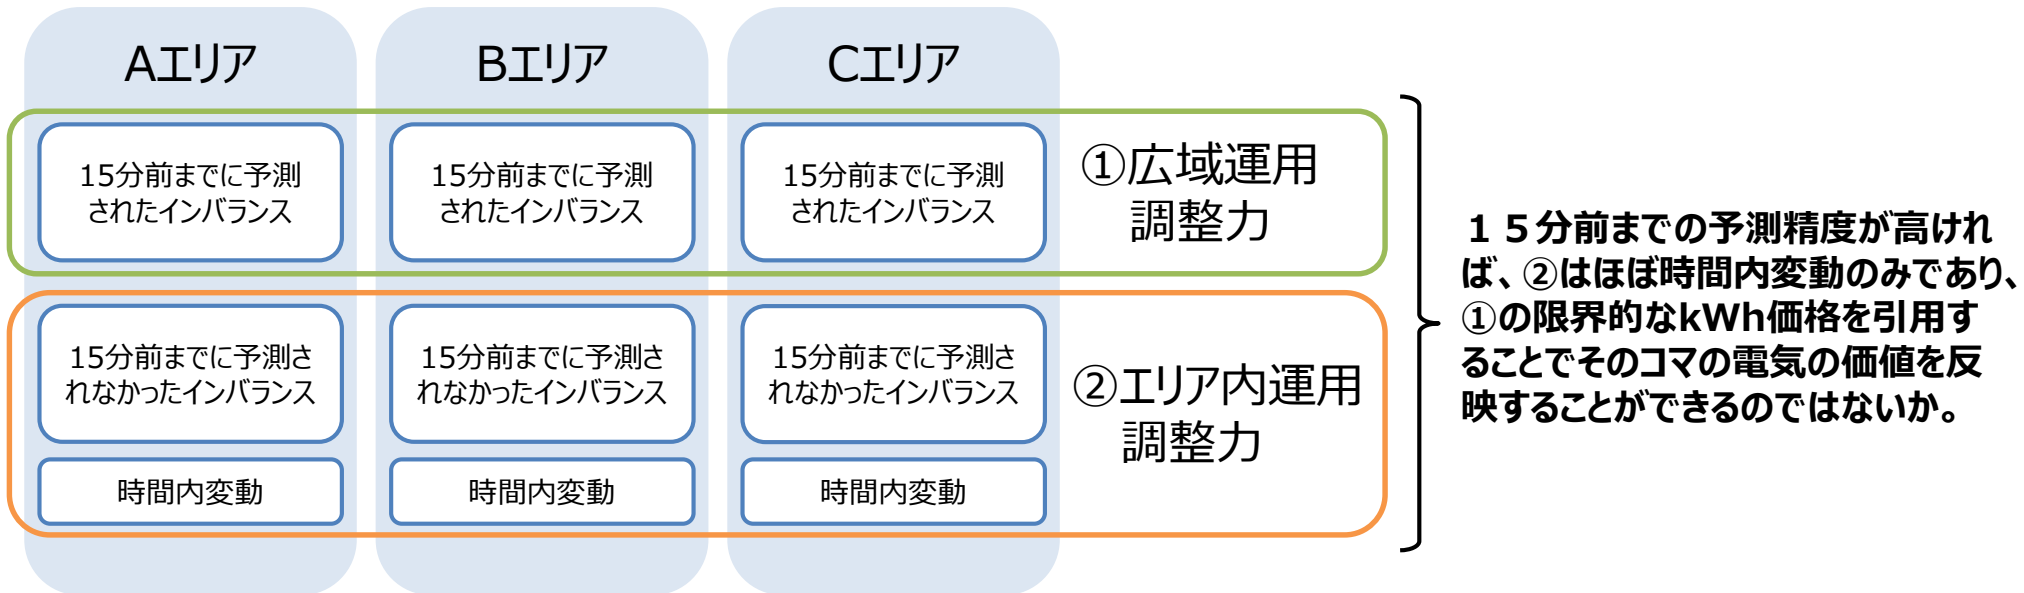 Aエリア
Bエリア
Cエリア
15分前までに予測
されたインバランス
15分前までに予測
されたインバランス
15分前までに予測
されたインバランス
①広域運用
調整力
15分前までに予測さ
れなかったインバランス
15分前までに予測さ
れなかったインバランス
15分前までに予測さ
れなかったインバランス
②エリア内運用
調整力
時間内変動
時間内変動
時間内変動
１５分前までの予測精度が高けれ
ば、②はほぼ時間内変動のみであり、
①の限界的なkWh価格を引用す
ることでそのコマの電気の価値を反
映することができるのではないか。